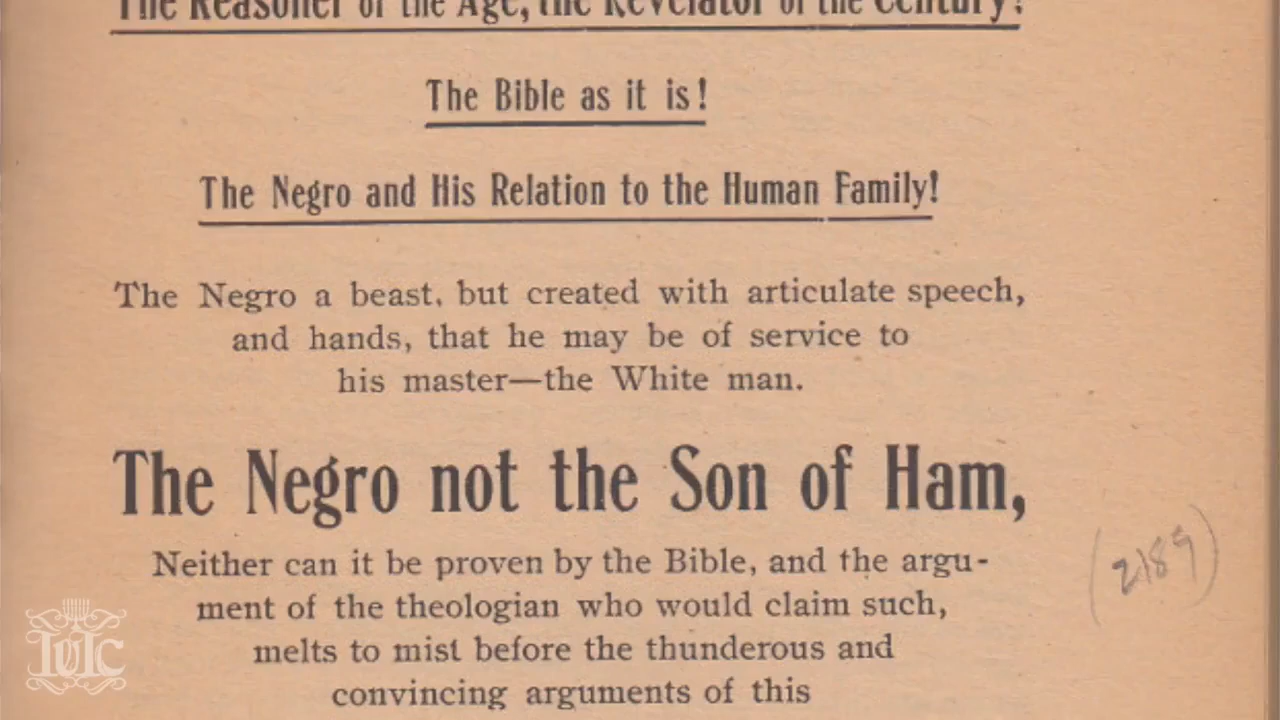 The Reasoner of the Age, the Revelator of the Century!
The Bible as it is!
The Negro and His Relation to the Human Family!
The Negro a beast, but created with articulate speech,
and hands, that he may be of service to
his master—the White man.
The Negro not the Son of Ham,
Neither can it be proven by the Bible, and the argu-
ment of the theologian who would claim such,
melts to mist before the thunderous and
convincing arguments of this
(2189)
IUIC